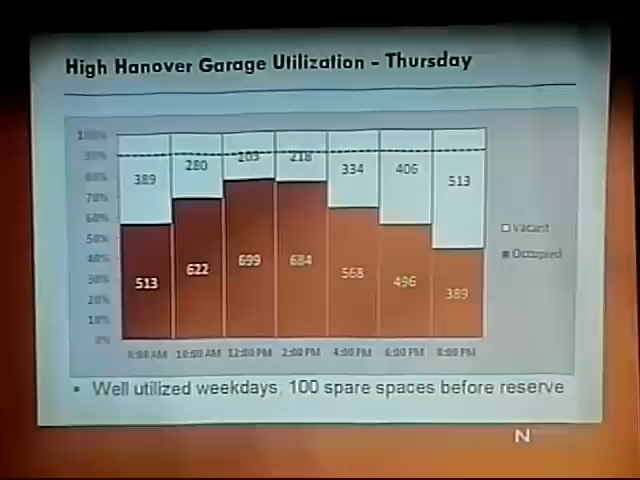 High Hanover Garage Utilization - Thursday
100%
90%
80%
70%
60%
50%
40%
30%
20%
10%
0%
389 280 203 218 334 406 513
513 622 699 684 568 496 389
8:00 AM 10:00 AM 12:00 PM 2:00 PM 4:00 PM 6:00 PM 8:00 PM
Vacant
Occupied
• Well utilized weekdays, 100 spare spaces before reserve
N